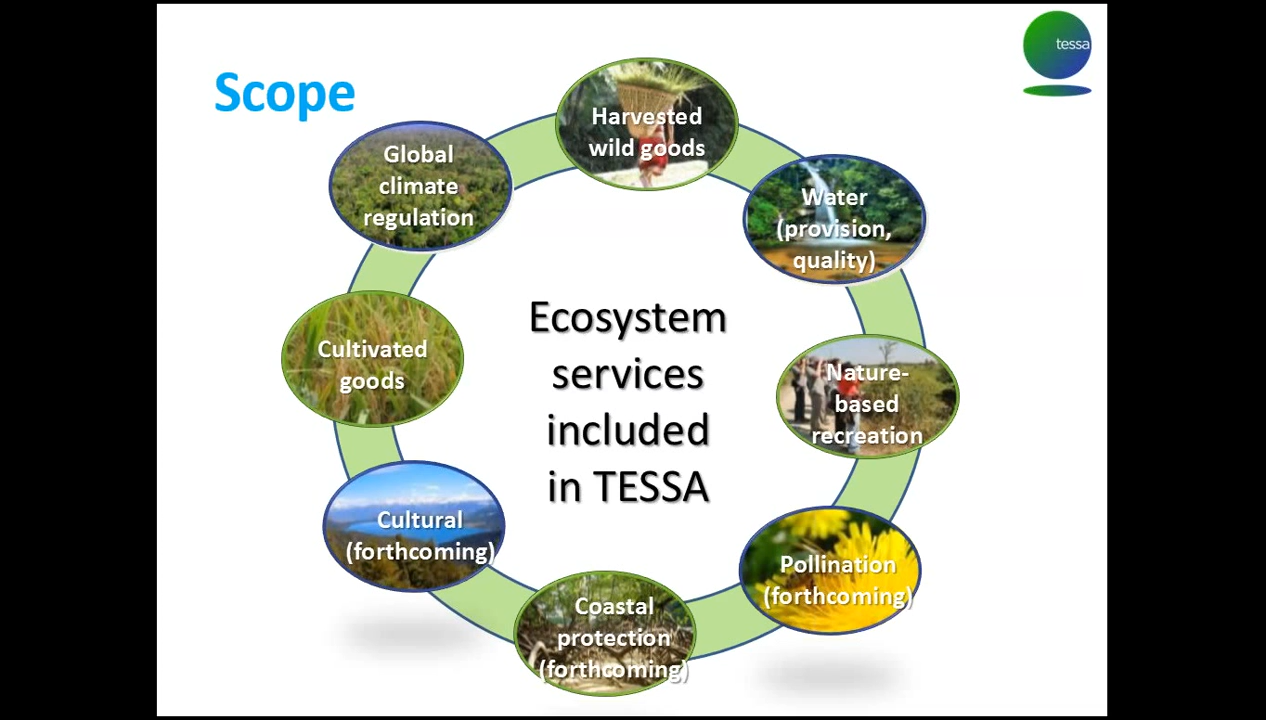 Scope
tessa
Harvested
wild goods
Global
climate
regulation
Water
(provision,
quality)
Ecosystem
services
included
in TESSA
Cultivated
goods
Nature-
based
recreation
Cultural
(forthcoming)
Pollination
(forthcoming)
Coastal
protection
(forthcoming)